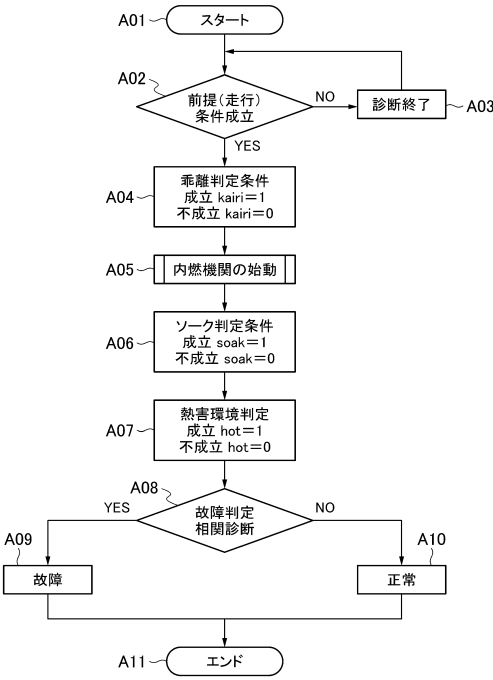 A01
スタート
A02
前提(走行)
条件成立
NO
診断終了
A03
YES
A04
乖離判定条件
成立 kairi=1
不成立 kairi=0
A05
内燃機関の始動
A06
ソーク判定条件
成立 soak=1
不成立 soak=0
A07
熱害環境判定
成立 hot=1
不成立 hot=0
A08
YES
故障判定
相関診断
NO
A09
故障
A10
正常
A11
エンド